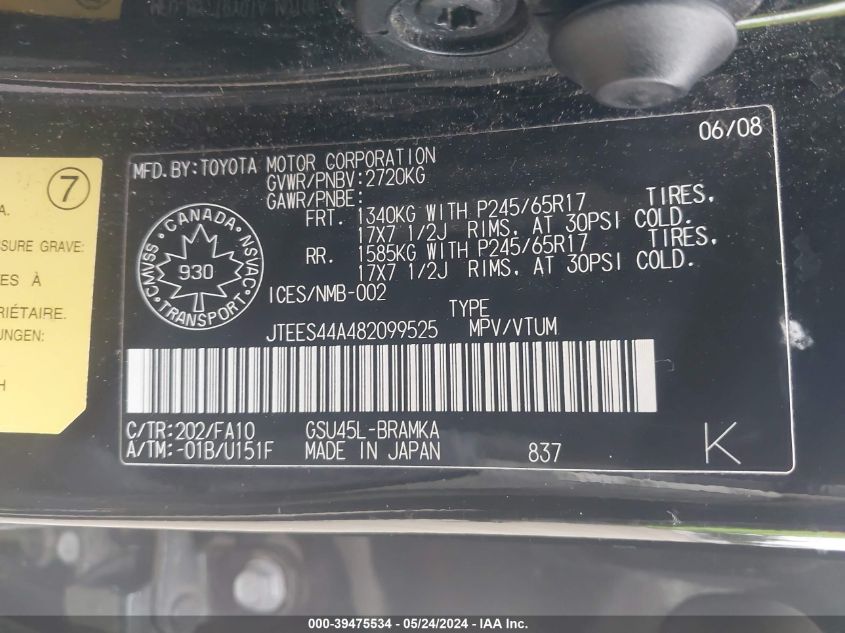 7
A.
SSURE GRAVE:
ES À
PRIÉTAIRE.
UNGEN:
H
06/08
MFD.BY:TOYOTA MOTOR CORPORATION
GVWR/PNBV:2720KG
GAWR/PNBE:
FRT. 1340KG WITH P245/65R17 TIRES,
17X7 1/2J RIMS, AT 30PSI COLD.
RR. 1585KG WITH P245/65R17 TIRES,
17X7 1/2J RIMS, AT 30PSI COLD.
CANADA
CMVSS 930 NSVAC
TRANSPORT
ICES/NMB-002
TYPE
JTEES44A482099525 MPV/VTUM
C/TR:202/FA10 GSU45L-BRAMKA
A/TM:-01B/U151F MADE IN JAPAN 837 K
000-39475534 - 05/24/2024 - IAA Inc.